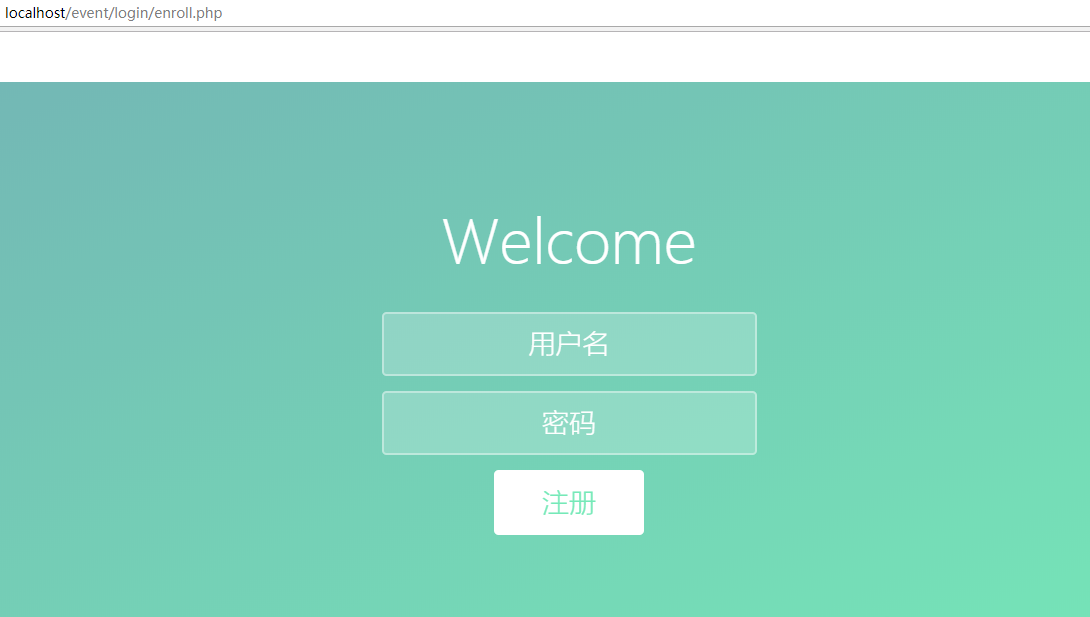 localhost/event/login/enroll.php
Welcome
用户名
密码
注册